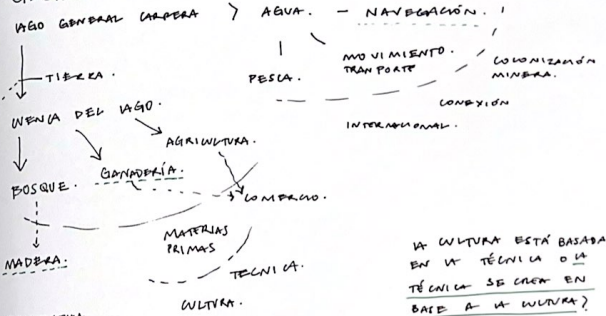 LAGO GENERAL CARRERA > AGUA. - NAVEGACIÓN.
MOVIMIENTO.
TRANPORTE
COLONIZACIÓN
MINERA.
TIERRA.
PESCA.
CONEXIÓN
INTERNACIONAL.
CUENCA DEL LAGO.
AGRICULTURA.
GANADERÍA.
BOSQUE.
COMERCIO.
MATERIAS
PRIMAS
MADERA.
TECNICA.
CULTURA.
LA CULTURA ESTÁ BASADA
EN LA TÉCNICA O LA
TÉCNICA SE CREA EN
BASE A LA CULTURA?